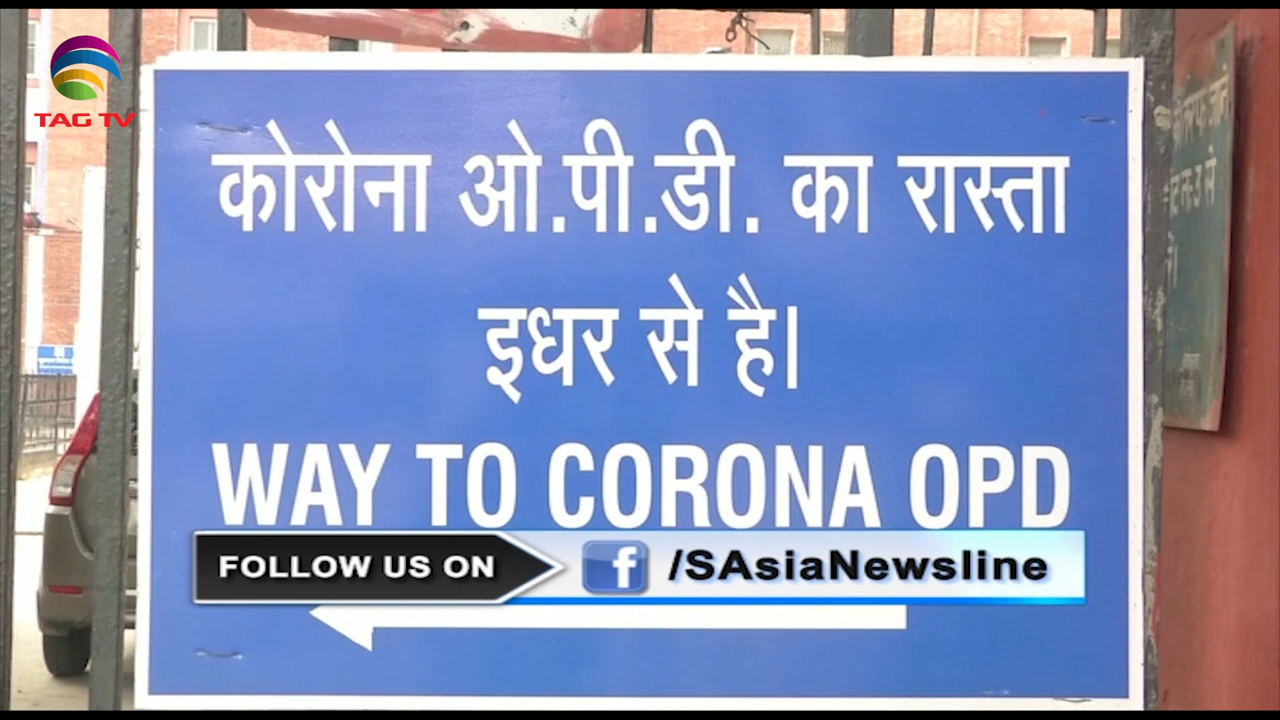 TAG TV
कोरोना ओ.पी.डी. का रास्ता
इधर से है।
WAY TO CORONA OPD
FOLLOW US ON
f /SAsiaNewsline